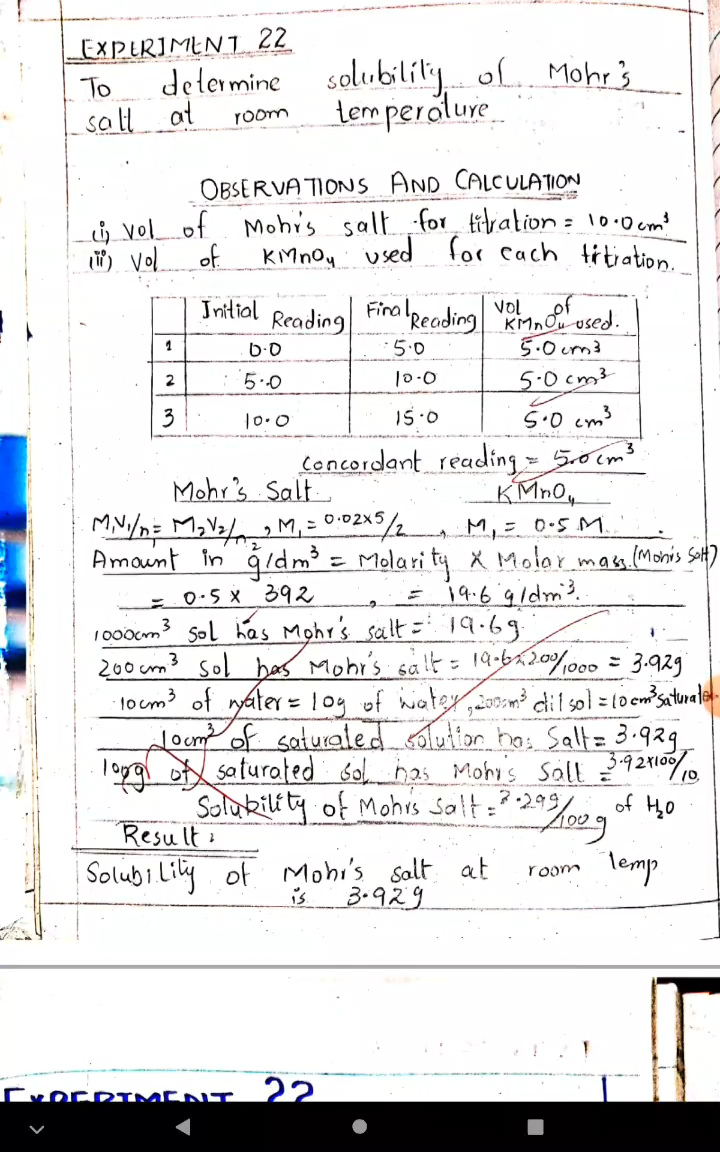 EXPERIMENT 22
To determine solubility of Mohr's
salt at room temperature
OBSERVATIONS AND CALCULATION
(i) Vol of Mohr's salt for titration = 10.0 cm³
(ii) Vol of KMnO₄ used for each titration.
Initial Reading Final Reading Vol of KMnO₄ used.
1 0.0 5.0 5.0 cm³
2 5.0 10.0 5.0 cm³
3 10.0 15.0 5.0 cm³
concordant reading = 5.0 cm³
Mohr's Salt KMnO₄
M₁V₁/n₁ = M₂V₂/n₂, M₁ = 0.02x5/2, M₁ = 0.5 M
Amount in g/dm³ = Molarity x Molar mass (Mohr's Salt)
= 0.5 x 392, = 19.6 g/dm³.
1000cm³ sol has Mohr's salt = 19.6g
200cm³ sol has Mohr's salt = 19.6x200/1000 = 3.92g
10cm³ of water = 10g of water, 200cm³ dil sol = 10cm³ saturated
10cm³ of saturated solution has Salt = 3.92g
100g of saturated sol has Mohr's Salt = 3.92x100/10
Solubility of Mohr's Salt = /100g of H₂O
Result:
Solubility of Mohr's salt at room temp
is 3.92g
EXPERIMENT 22